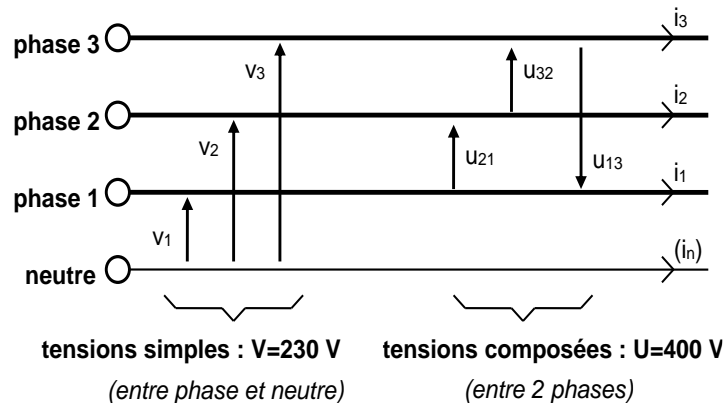 phase 3
i3
v3
u32
phase 2
i2
v2
u21
u13
phase 1
i1
v1
neutre
(in)
tensions simples : V=230 V
tensions composées : U=400 V
(entre phase et neutre)
(entre 2 phases)